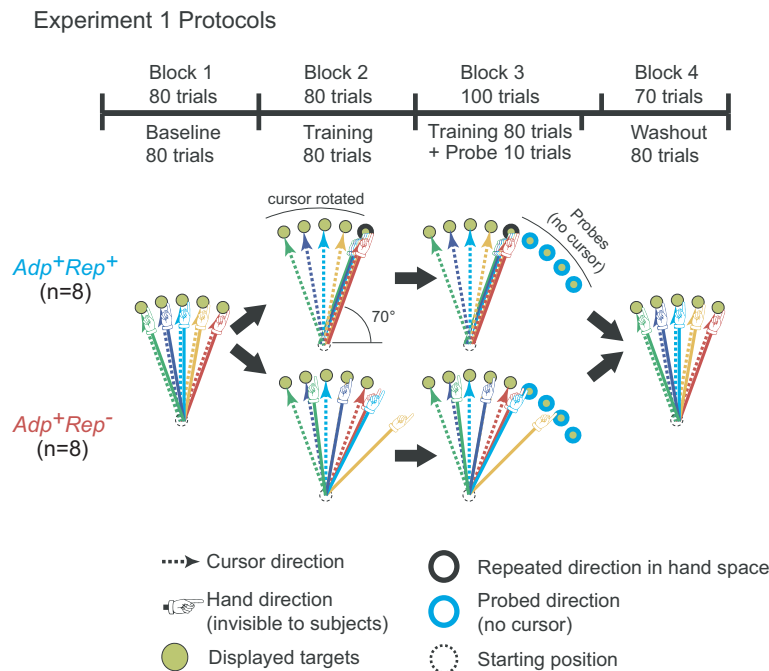 Experiment 1 Protocols
Block 1
80 trials
Block 2
80 trials
Block 3
100 trials
Block 4
70 trials
Baseline
80 trials
Training
80 trials
Training 80 trials
+ Probe 10 trials
Washout
80 trials
cursor rotated
Probes
(no cursor)
Adp+Rep+
(n=8)
70°
Adp+Rep-
(n=8)
Cursor direction
Hand direction
(invisible to subjects)
Displayed targets
Repeated direction in hand space
Probed direction
(no cursor)
Starting position